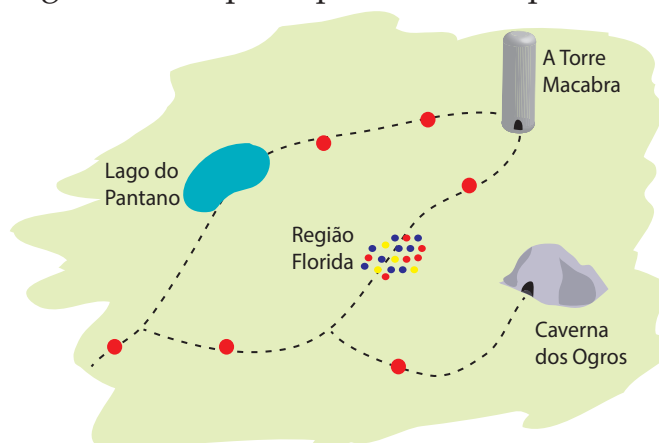 A Torre
Macabra
Lago do
Pantano
Região
Florida
Caverna
dos Ogros